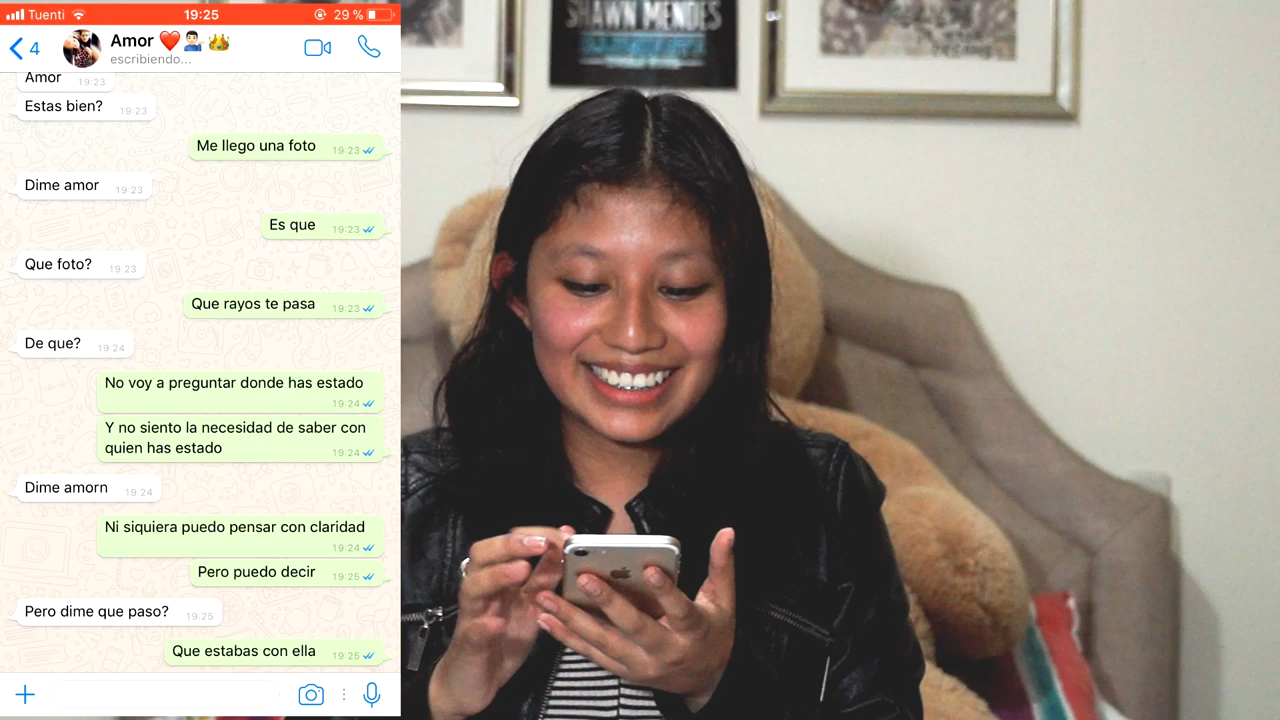 Tuenti 19:25 29 %
4 Amor ❤️🙎🏻‍♂️👑
escribiendo...
Amor 19:23
Estas bien? 19:23
Me llego una foto 19:23
Dime amor 19:23
Es que 19:23
Que foto? 19:23
Que rayos te pasa 19:23
De que? 19:24
No voy a preguntar donde has estado
19:24
Y no siento la necesidad de saber con
quien has estado 19:24
Dime amorn 19:24
Ni siquiera puedo pensar con claridad
19:24
Pero puedo decir 19:25
Pero dime que paso? 19:25
Que estabas con ella 19:25
SHAWN MENDES